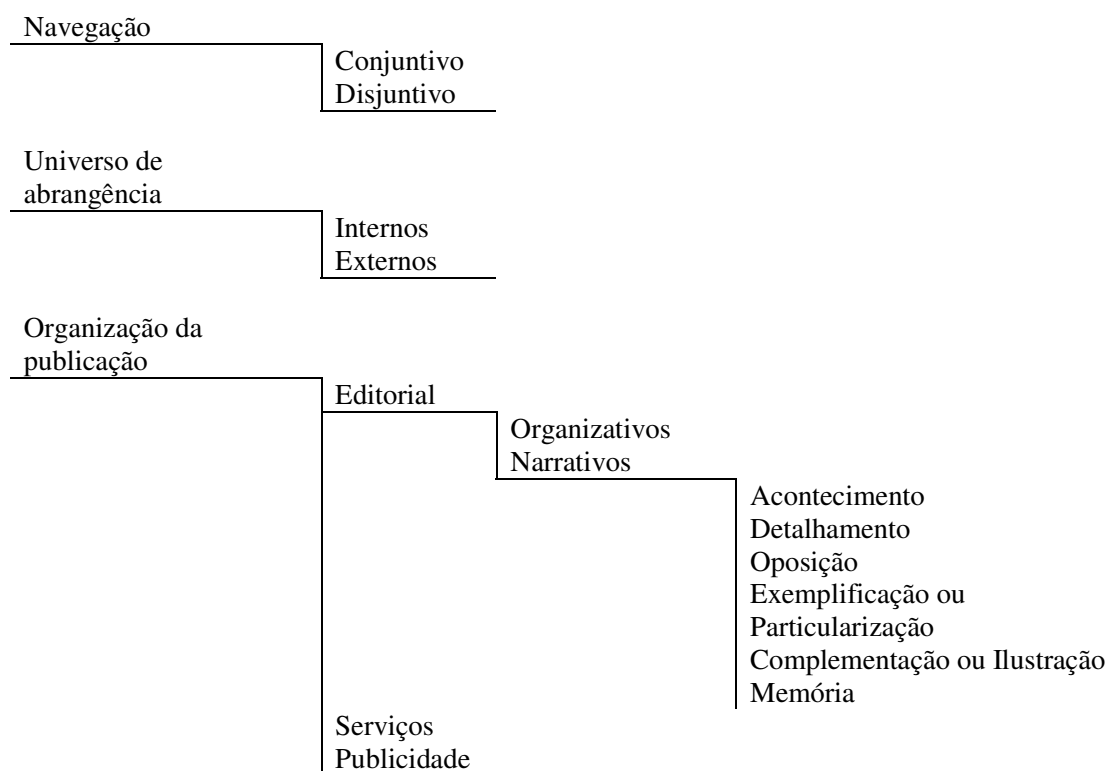 Navegação
Conjuntivo
Disjuntivo
Universo de
abrangência
Internos
Externos
Organização da
publicação
Editorial
Organizativos
Narrativos
Acontecimento
Detalhamento
Oposição
Exemplificação ou
Particularização
Complementação ou Ilustração
Memória
Serviços
Publicidade